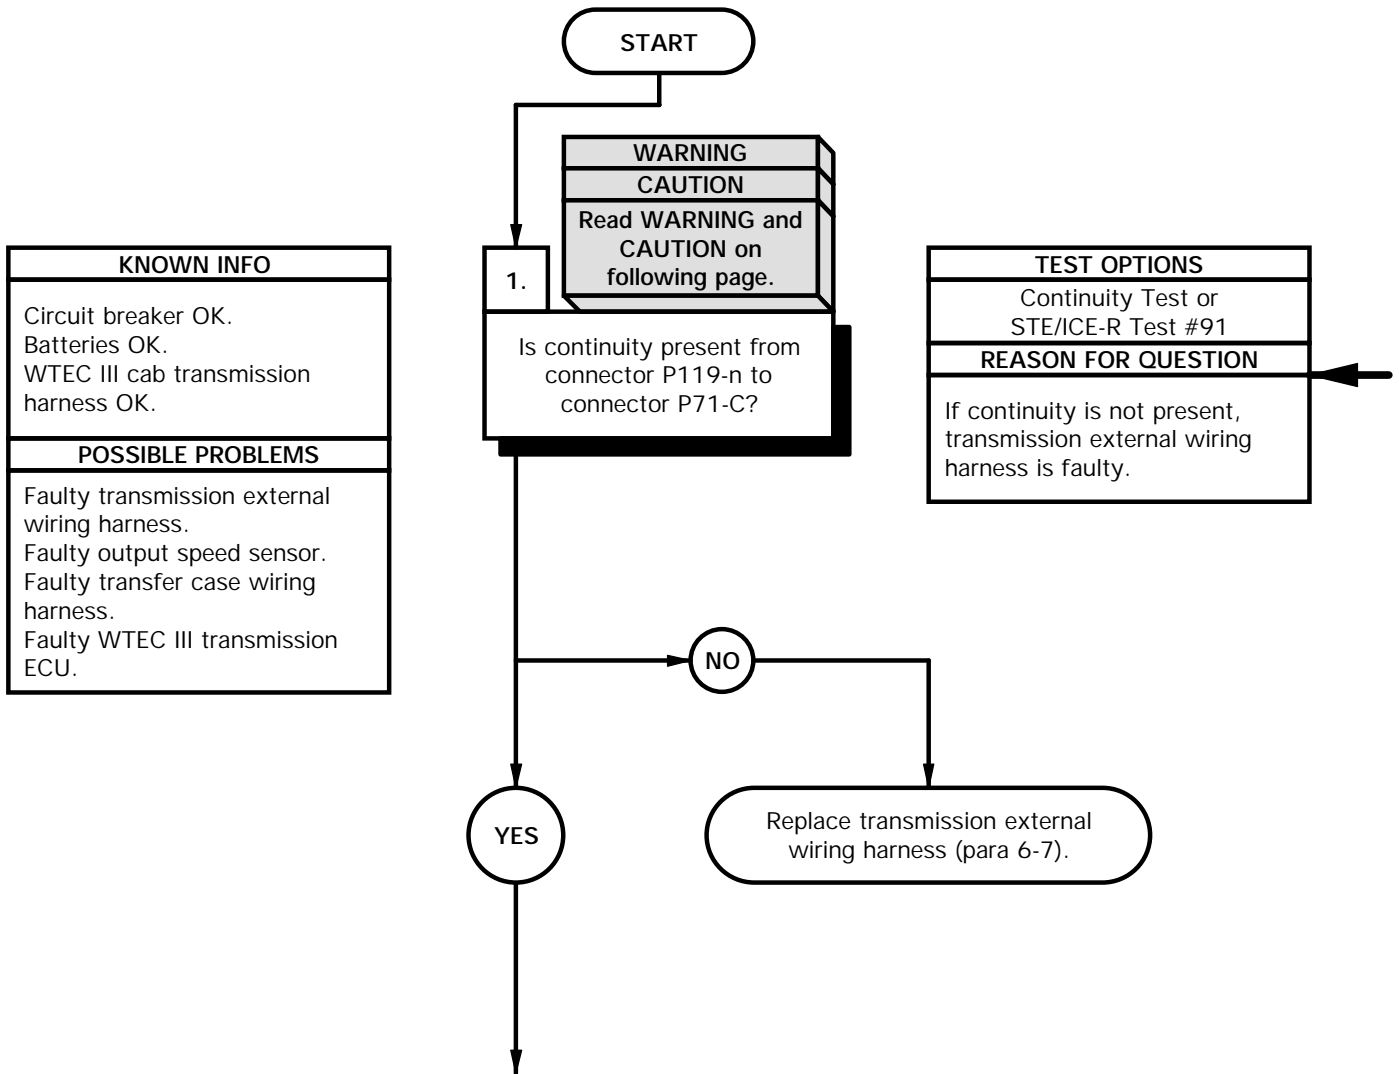 START
WARNING
CAUTION
Read WARNING and
CAUTION on
following page.
KNOWN INFO
Circuit breaker OK.
Batteries OK.
WTEC III cab transmission
harness OK.
POSSIBLE PROBLEMS
Faulty transmission external
wiring harness.
Faulty output speed sensor.
Faulty transfer case wiring
harness.
Faulty WTEC III transmission
ECU.
1.
Is continuity present from
connector P119-n to
connector P71-C?
TEST OPTIONS
Continuity Test or
STE/ICE-R Test #91
REASON FOR QUESTION
If continuity is not present,
transmission external wiring
harness is faulty.
NO
YES
Replace transmission external
wiring harness (para 6-7).